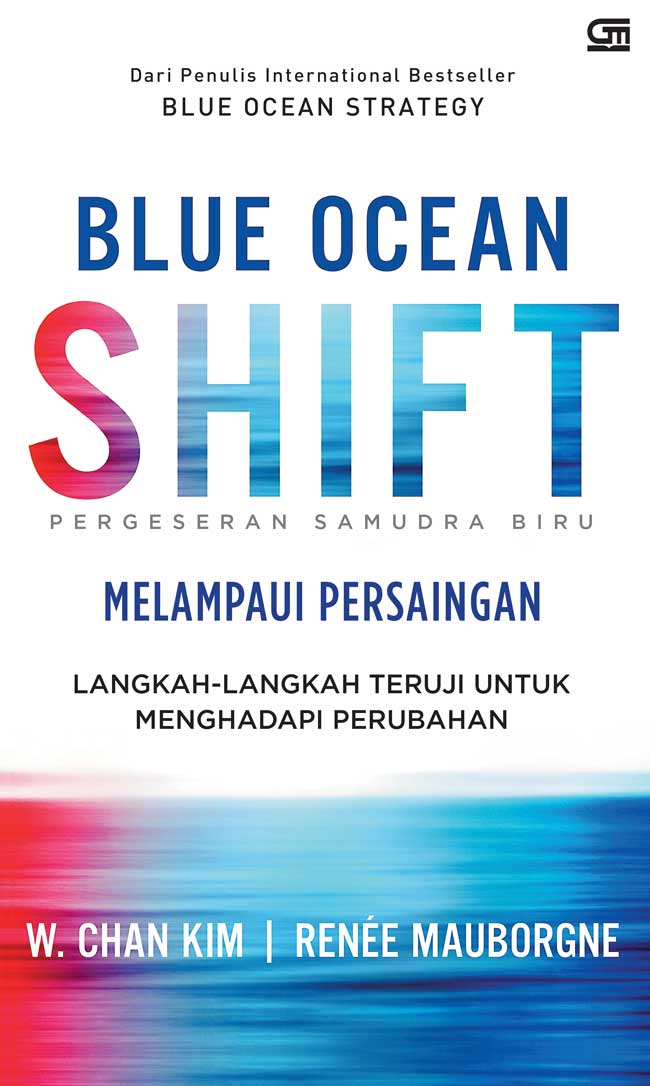 GM
Dari Penulis International Bestseller
BLUE OCEAN STRATEGY
BLUE OCEAN
SHIFT
PERGESERAN SAMUDRA BIRU
MELAMPAUI PERSAINGAN
LANGKAH-LANGKAH TERUJI UNTUK
MENGHADAPI PERUBAHAN
W. CHAN KIM | RENÉE MAUBORGNE